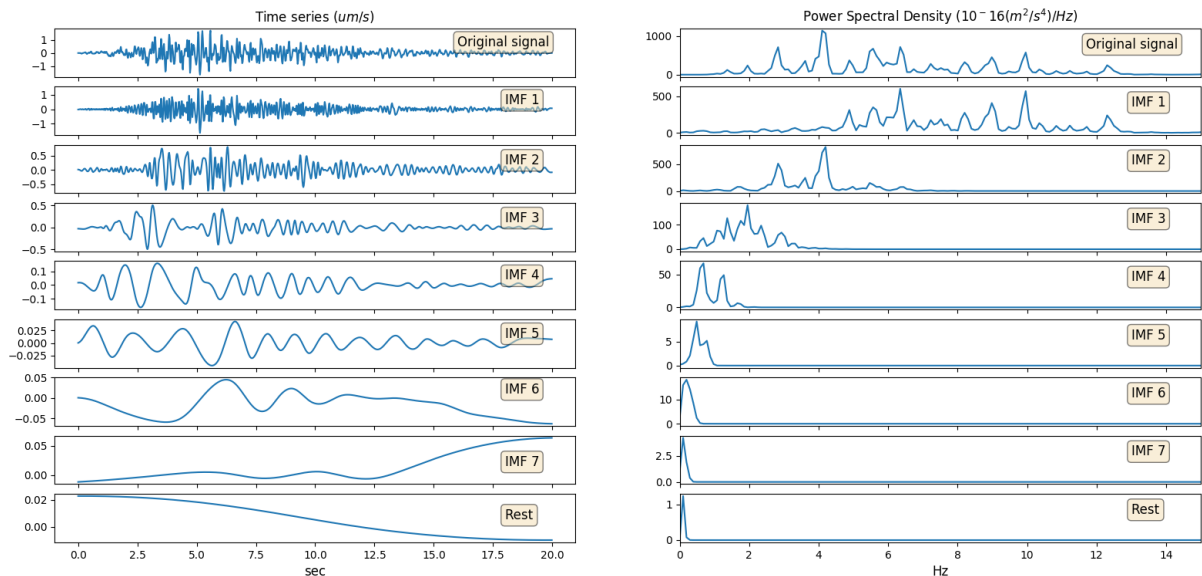 Time series (um/s)
1
0
−1
Original signal
1
0
−1
IMF 1
0.5
0.0
−0.5
IMF 2
0.5
0.0
−0.5
IMF 3
0.1
0.0
−0.1
IMF 4
0.025
0.000
−0.025
IMF 5
0.05
0.00
−0.05
IMF 6
0.05
0.00
IMF 7
0.02
0.00
Rest
0.0 2.5 5.0 7.5 10.0 12.5 15.0 17.5 20.0
sec
Power Spectral Density (10⁻16(m²/s⁴)/Hz)
1000
0
Original signal
500
0
IMF 1
500
0
IMF 2
100
0
IMF 3
50
0
IMF 4
5
0
IMF 5
10
0
IMF 6
2.5
0.0
IMF 7
1
0
Rest
0 2 4 6 8 10 12 14
Hz